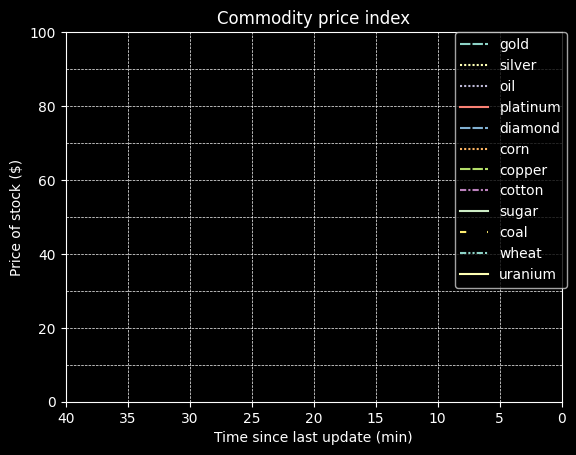 Commodity price index
Price of stock ($)
100
80
60
40
20
0
gold
silver
oil
platinum
diamond
corn
copper
cotton
sugar
coal
wheat
uranium
40 35 30 25 20 15 10 5 0
Time since last update (min)